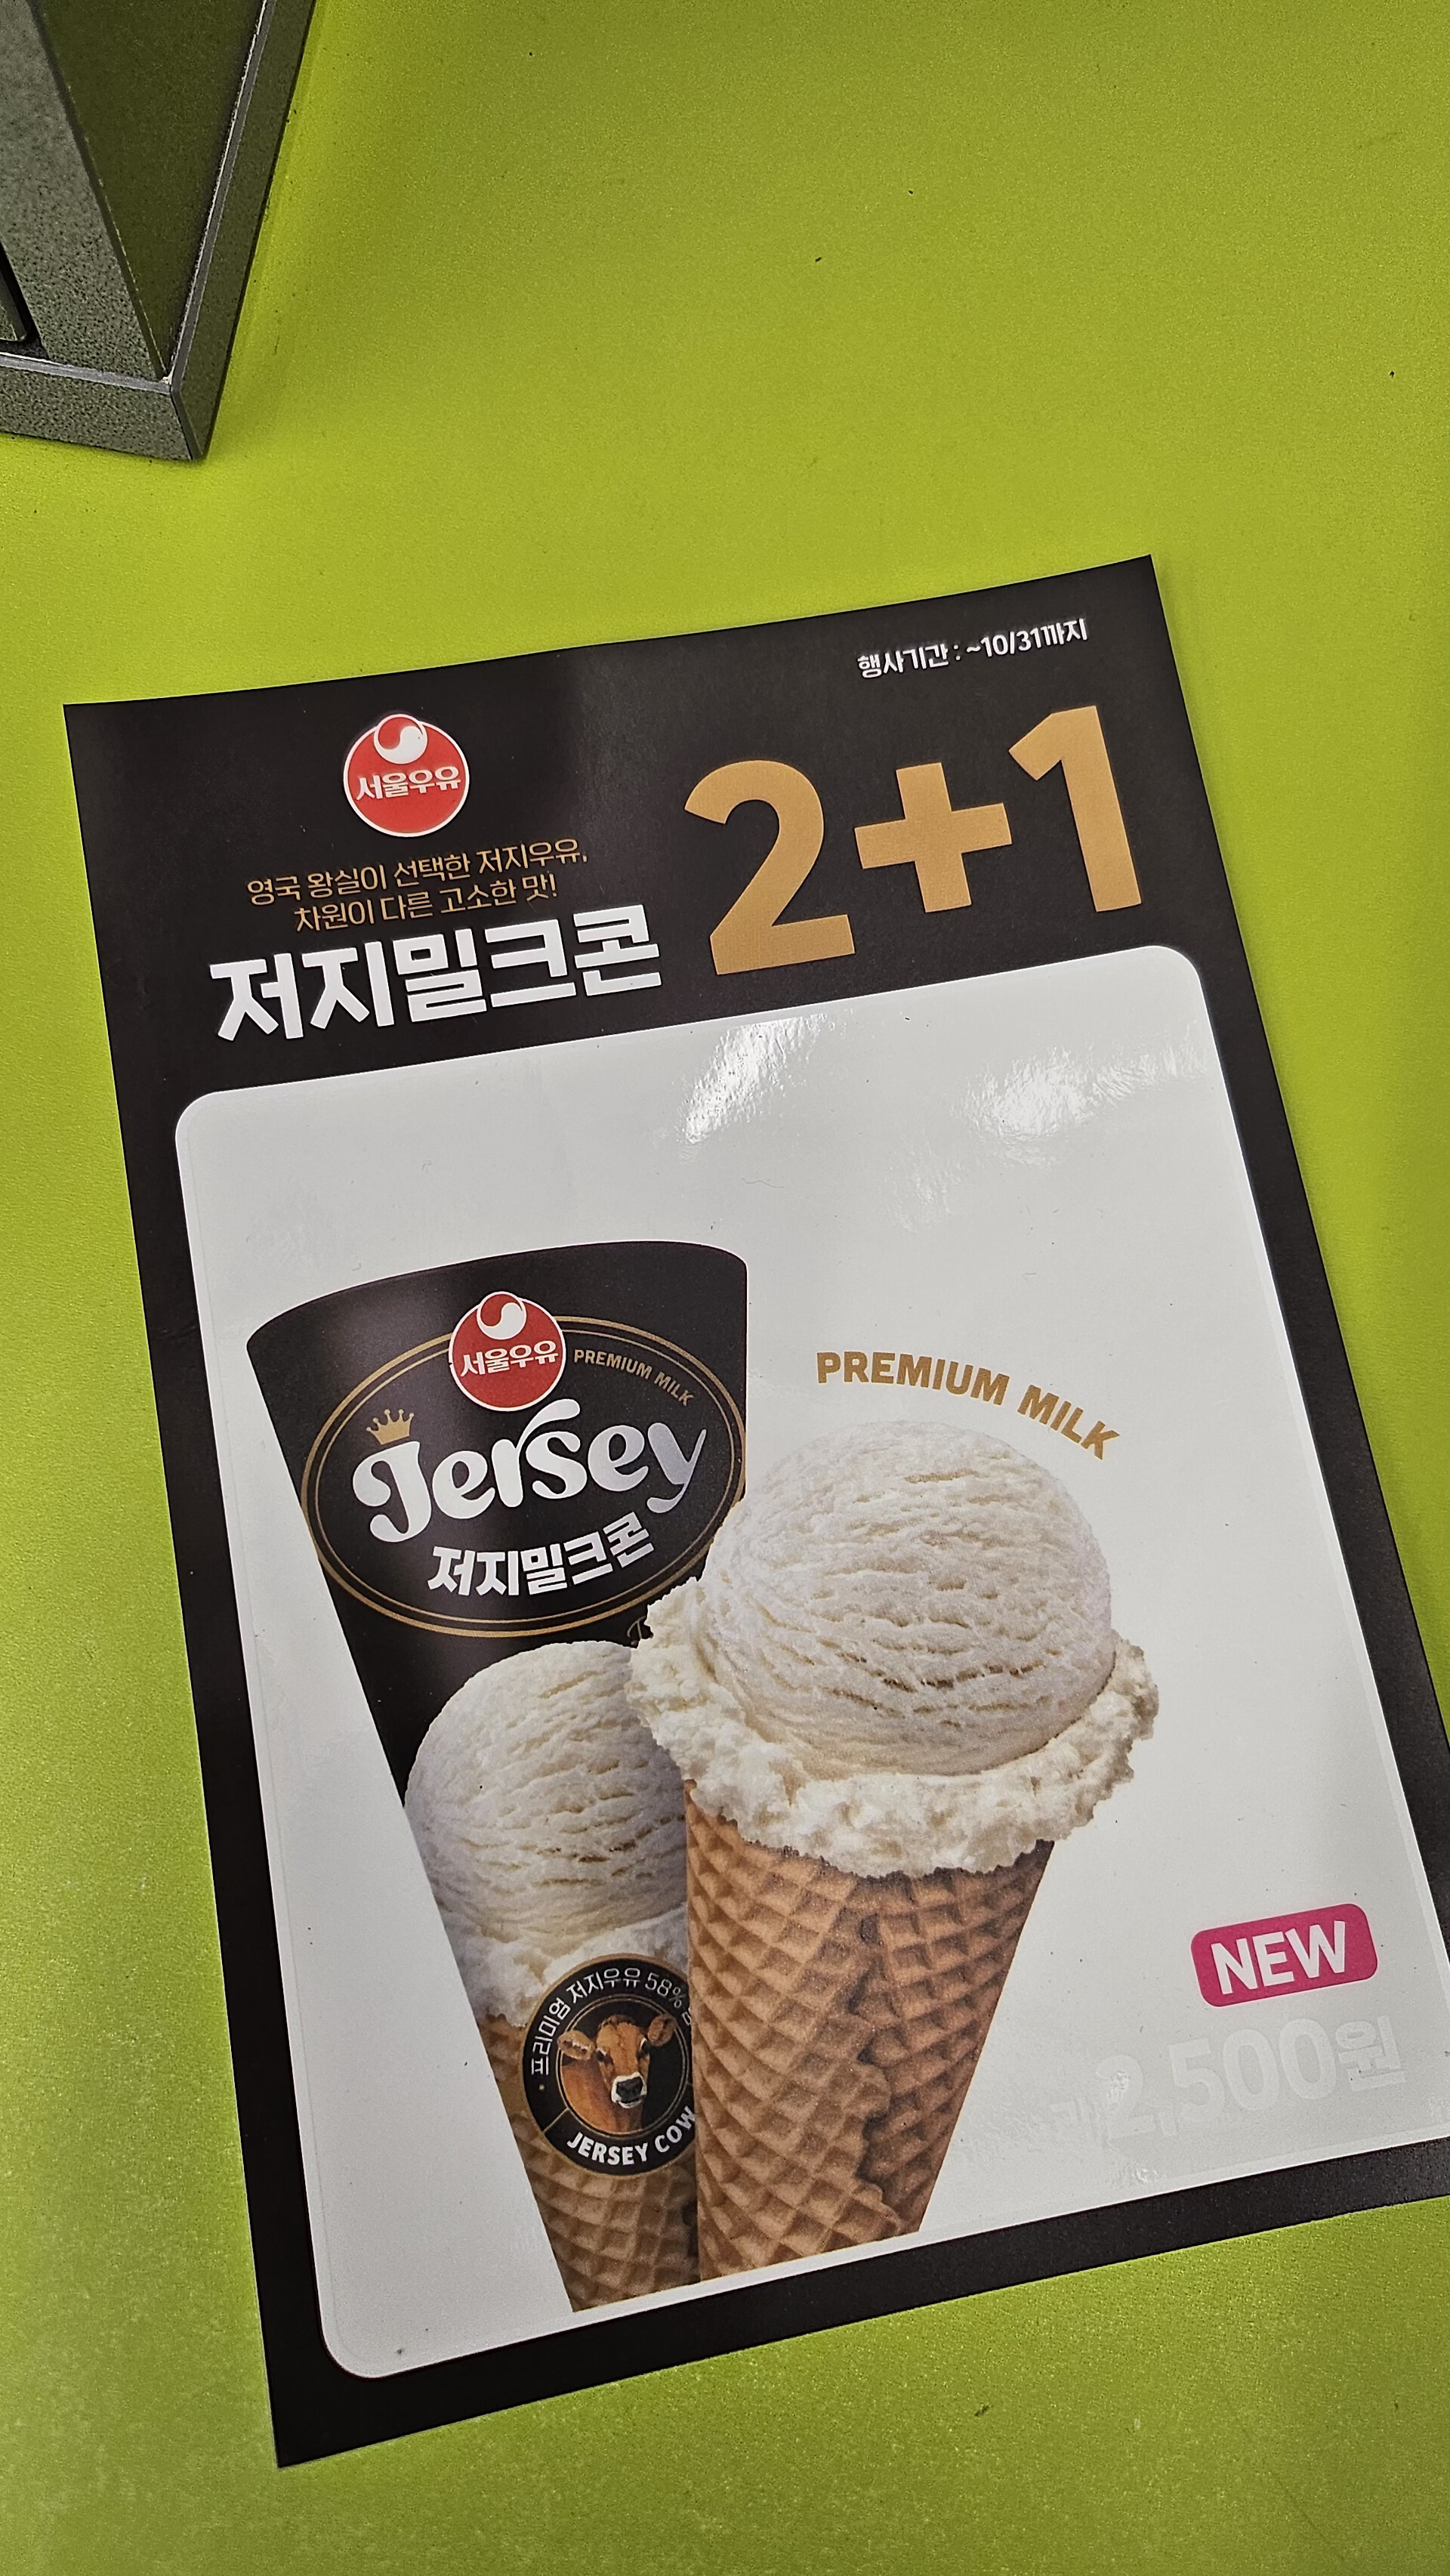 행사기간 : ~10/31까지
서울우유
2+1
영국 왕실이 선택한 저지우유,
차원이 다른 고소한 맛!
저지밀크콘
서울우유
PREMIUM MILK
Jersey
저지밀크콘
PREMIUM MILK
NEW
2,500원
프리미엄 저지우유 58%
JERSEY COW